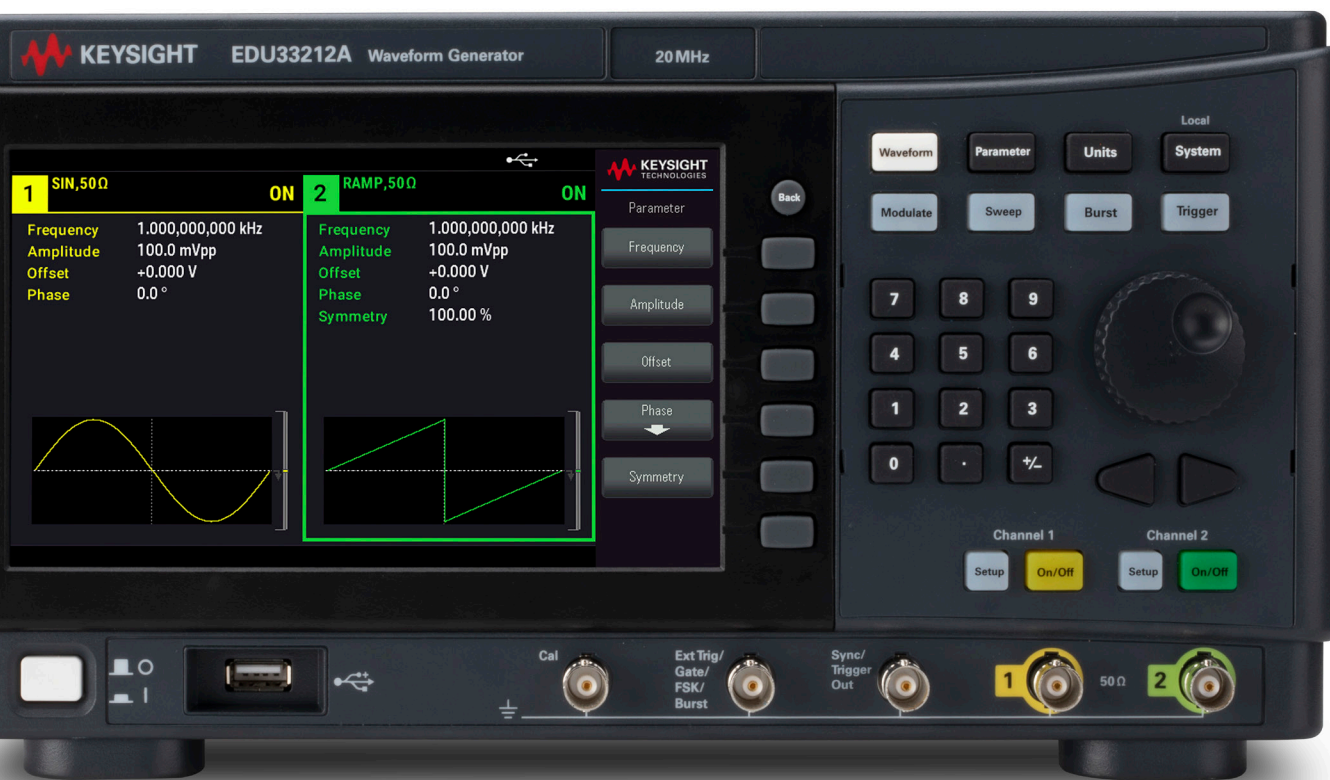 KEYSIGHT EDU33212A Waveform Generator 20 MHz
KEYSIGHT
TECHNOLOGIES
1 SIN,50Ω ON
2 RAMP,50Ω ON
Frequency 1.000,000,000 kHz
Amplitude 100.0 mVpp
Offset +0.000 V
Phase 0.0 °
Frequency 1.000,000,000 kHz
Amplitude 100.0 mVpp
Offset +0.000 V
Phase 0.0 °
Symmetry 100.00 %
Parameter
Frequency
Amplitude
Offset
Phase
Symmetry
Back
Local
Waveform Parameter Units System
Modulate Sweep Burst Trigger
7 8 9
4 5 6
1 2 3
0 . +/-
Channel 1 Channel 2
Setup On/Off Setup On/Off
Cal
Ext Trig/
Gate/
FSK/
Burst
Sync/
Trigger
Out
1 50 Ω 2